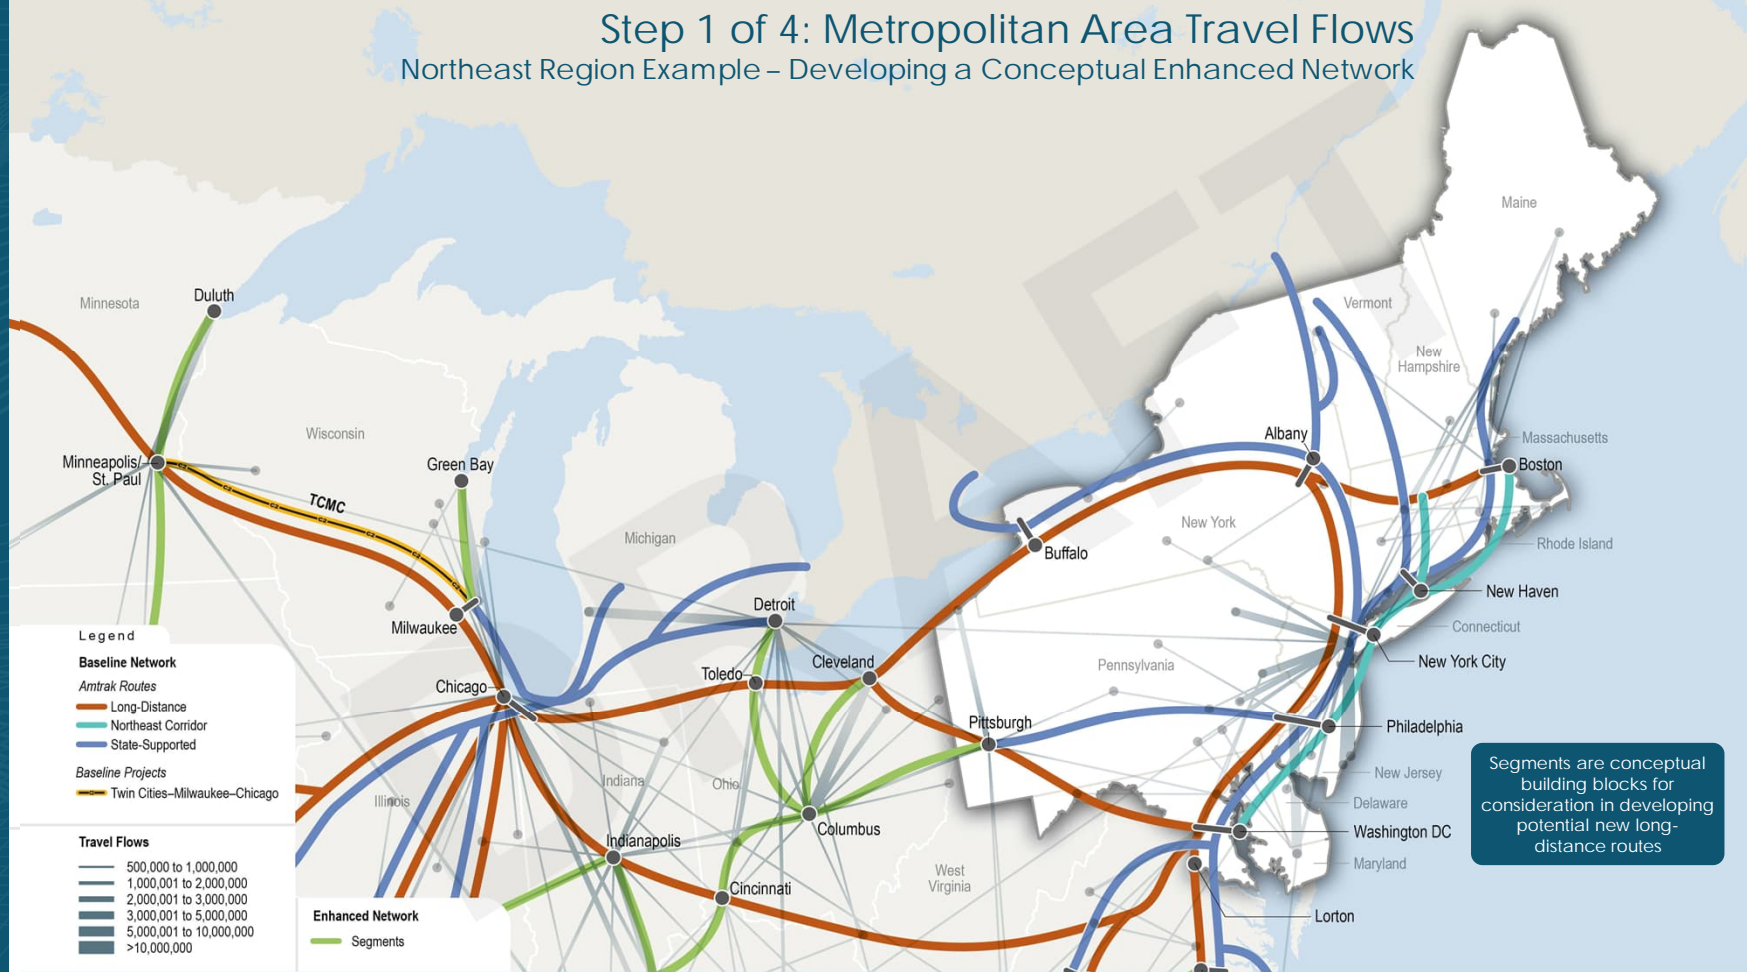 Step 1 of 4: Metropolitan Area Travel Flows
Northeast Region Example – Developing a Conceptual Enhanced Network
DRAFT
Maine
Minnesota
Duluth
Vermont
New
Hampshire
Wisconsin
Minneapolis/
St. Paul
Green Bay
Albany
Massachusetts
Boston
TCMC
Michigan
New York
Buffalo
Rhode Island
New Haven
Connecticut
Detroit
Milwaukee
Toledo
Cleveland
Pennsylvania
New York City
Chicago
Pittsburgh
Philadelphia
Indiana
Ohio
New Jersey
Illinois
Delaware
Columbus
Washington DC
Indianapolis
Maryland
West
Virginia
Cincinnati
Lorton
Segments are conceptual
building blocks for
consideration in developing
potential new long-
distance routes
Legend
Baseline Network
Amtrak Routes
Long-Distance
Northeast Corridor
State-Supported
Baseline Projects
Twin Cities–Milwaukee–Chicago
Travel Flows
500,000 to 1,000,000
1,000,001 to 2,000,000
2,000,001 to 3,000,000
3,000,001 to 5,000,000
5,000,001 to 10,000,000
>10,000,000
Enhanced Network
Segments